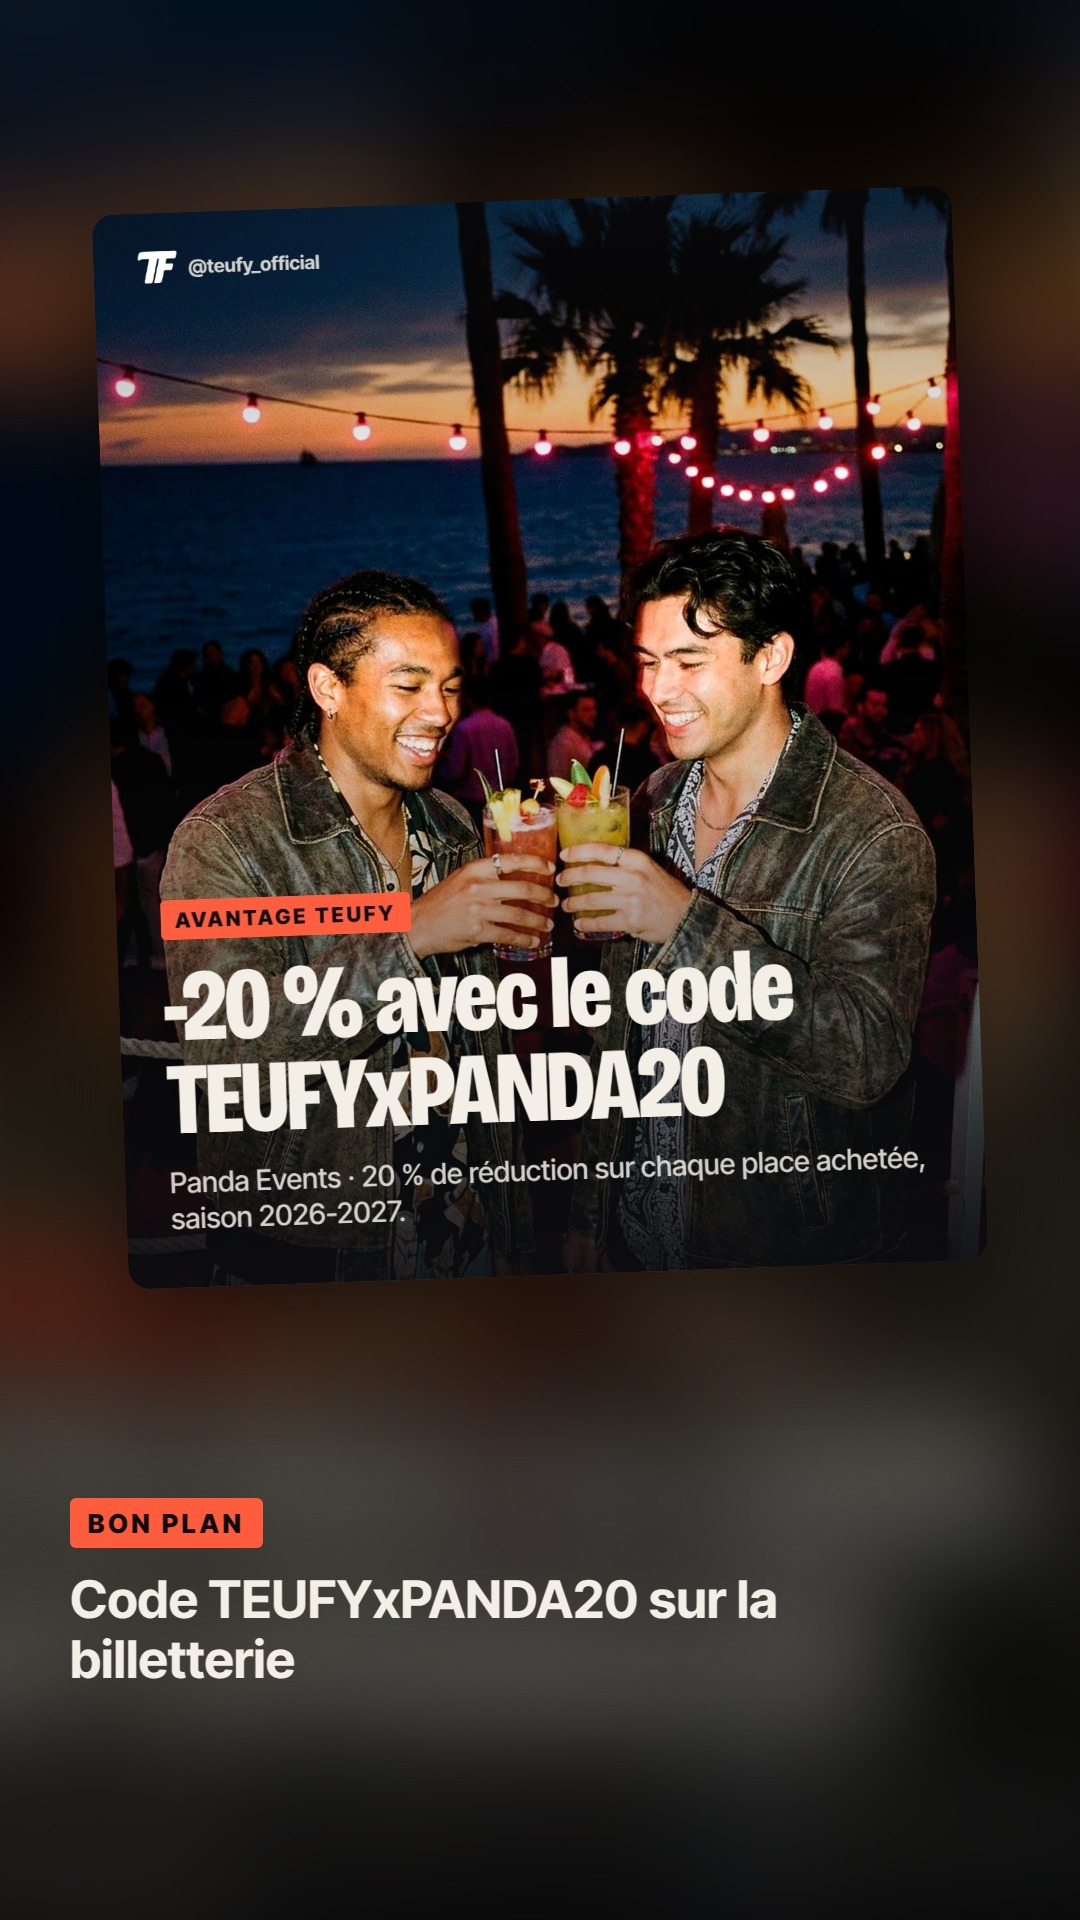 TF @teufy_official
AVANTAGE TEUFY
-20 % avec le code
TEUFYxPANDA20
Panda Events · 20 % de réduction sur chaque place achetée,
saison 2026-2027.
BON PLAN
Code TEUFYxPANDA20 sur la
billetterie